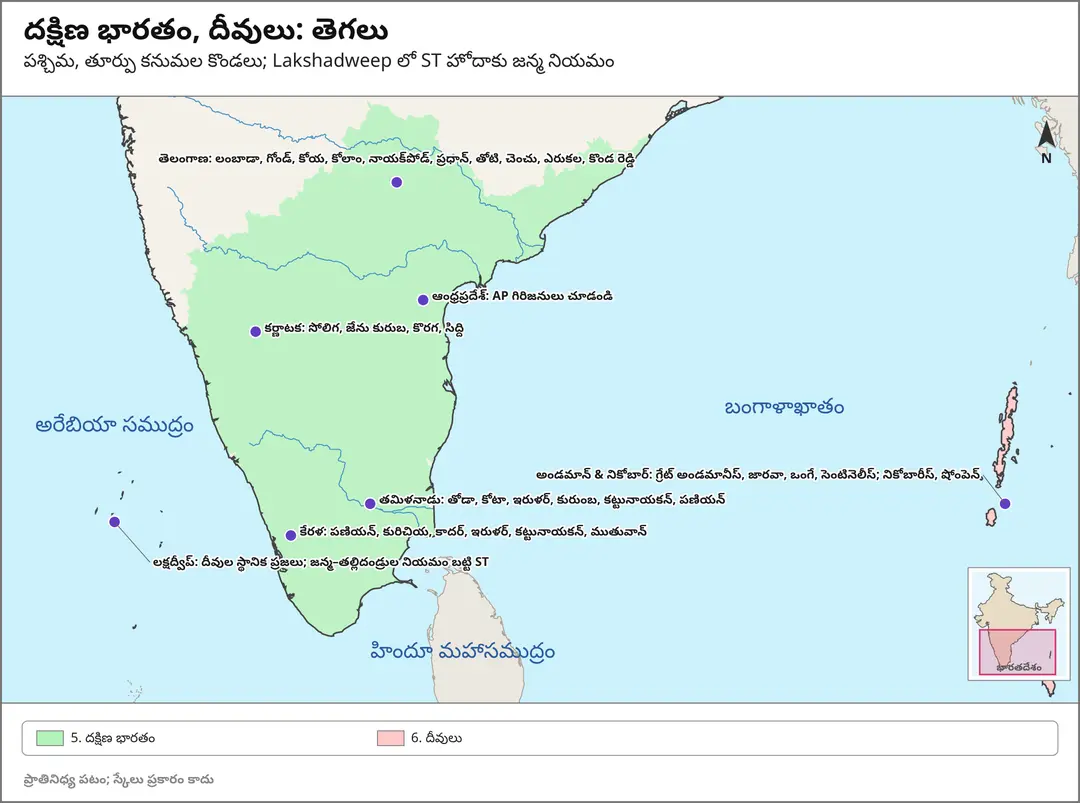 దక్షిణ భారతం, దీవులు: తెగలు
పశ్చిమ, తూర్పు కనుమల కొండలు; Lakshadweep లో ST హోదాకు జన్మ నియమం
తెలంగాణ: లంబాడా, గోండ్, కోయ, కోలాం, నాయక్‌పోడ్, ప్రధాన్, తోటి, చెంచు, ఎరుకల, కొండ రెడ్డి
N
ఆంధ్రప్రదేశ్: AP గిరిజనులు చూడండి
కర్ణాటక: సోలిగ, జేను కురుబ, కొరగ, సిద్ది
బంగాళాఖాతం
అరేబియా సముద్రం
అండమాన్ & నికోబార్: గ్రేట్ అండమానీస్, జారవా, ఒంగే, సెంటినెలీస్; నికోబారీస్, షోంపెన్
తమిళనాడు: తోడా, కోటా, ఇరుళర్, కురుంబ, కట్టునాయకన్, పణియన్
కేరళ: పణియన్, కురిచియ, కాదర్, ఇరుళర్, కట్టునాయకన్, ముతువాన్
లక్షద్వీప్: దీవుల స్థానిక ప్రజలు; జన్మ-తల్లిదండ్రుల నియమం బట్టి ST
హిందూ మహాసముద్రం
భారతదేశం
5. దక్షిణ భారతం
6. దీవులు
ప్రాతినిధ్య పటం; స్కేలు ప్రకారం కాదు